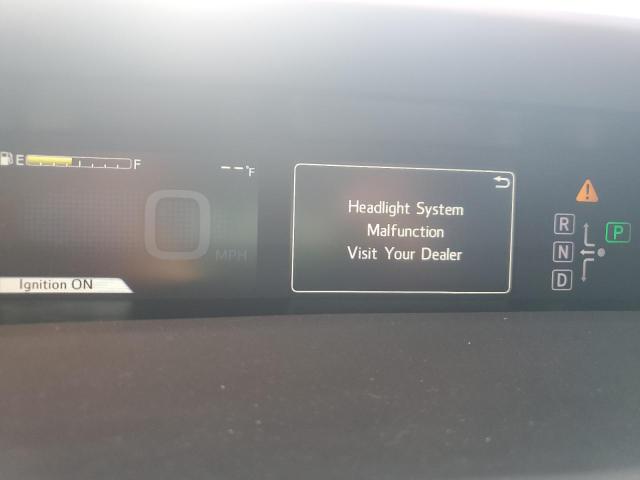 E F
--°F
0
MPH
Ignition ON
Headlight System
Malfunction
Visit Your Dealer
R
N
D
P